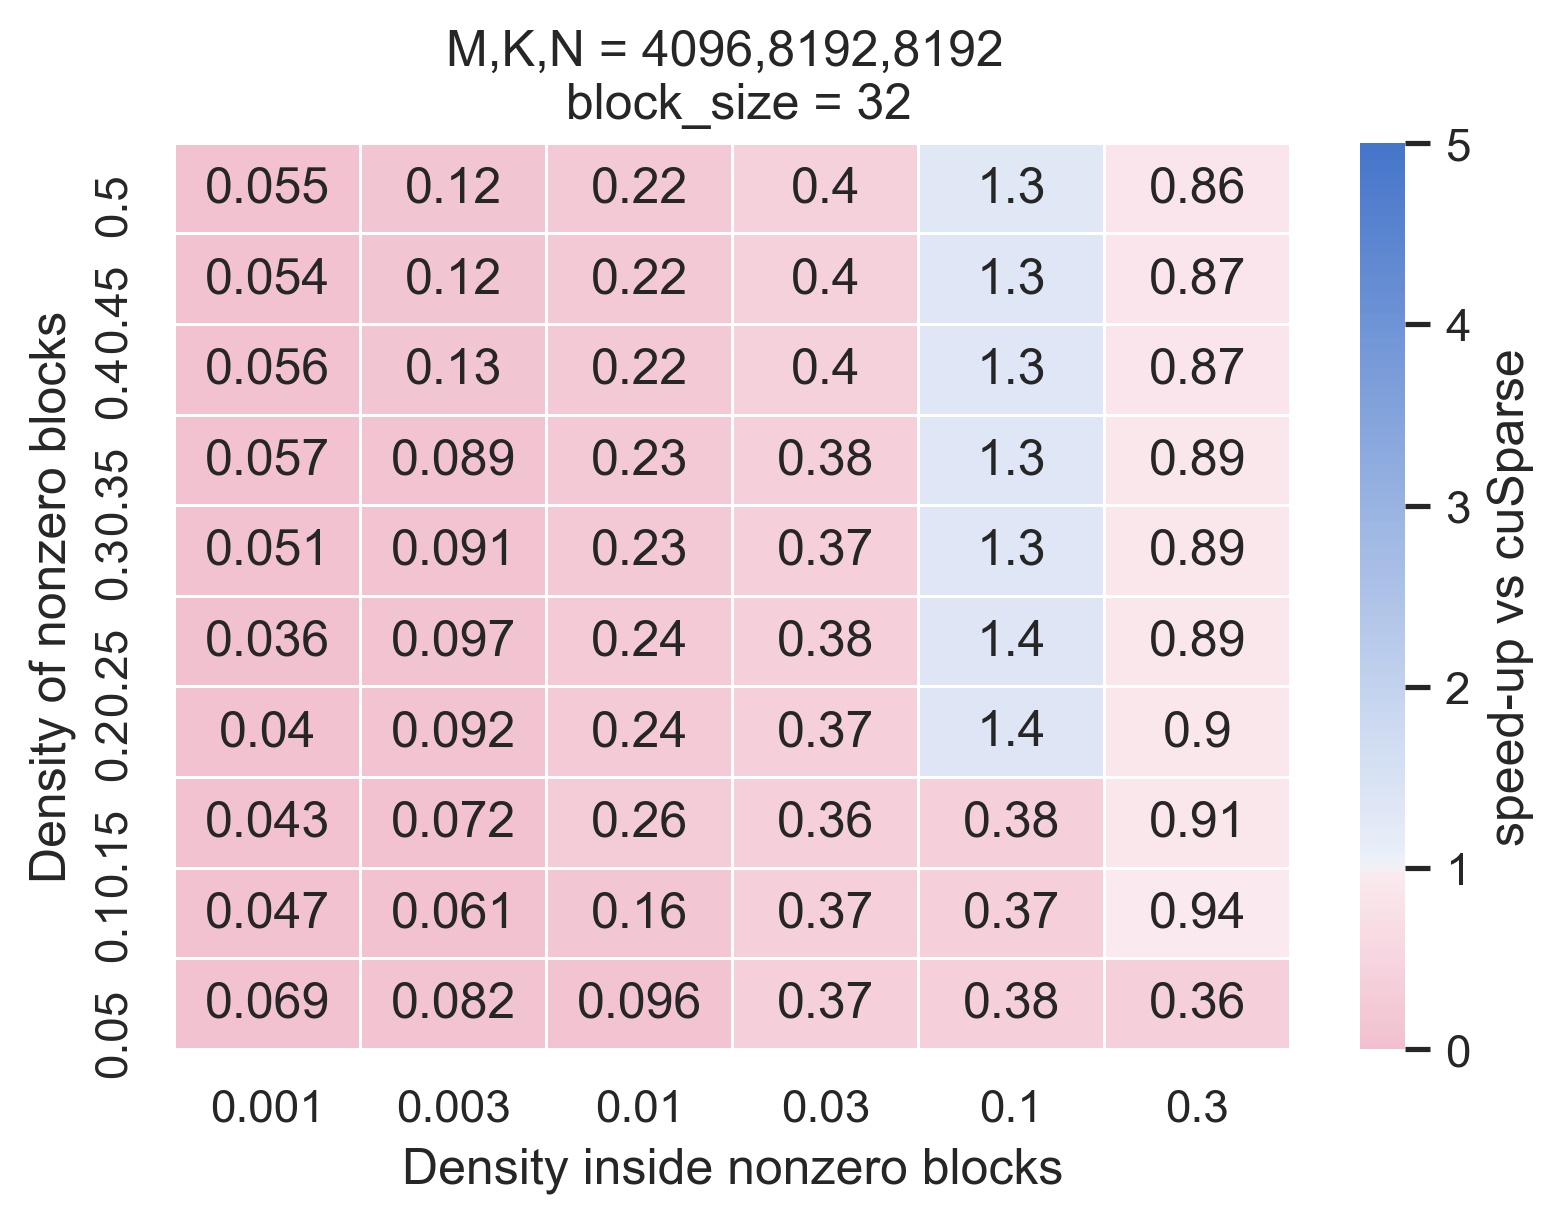 M,K,N = 4096,8192,8192
block_size = 32
Density of nonzero blocks
0.5 0.055 0.12 0.22 0.4 1.3 0.86
0.45 0.054 0.12 0.22 0.4 1.3 0.87
0.4 0.056 0.13 0.22 0.4 1.3 0.87
0.35 0.057 0.089 0.23 0.38 1.3 0.89
0.3 0.051 0.091 0.23 0.37 1.3 0.89
0.25 0.036 0.097 0.24 0.38 1.4 0.89
0.2 0.04 0.092 0.24 0.37 1.4 0.9
0.15 0.043 0.072 0.26 0.36 0.38 0.91
0.1 0.047 0.061 0.16 0.37 0.37 0.94
0.05 0.069 0.082 0.096 0.37 0.38 0.36
0.001 0.003 0.01 0.03 0.1 0.3
Density inside nonzero blocks
5
4
3
2
1
0
speed-up vs cuSparse